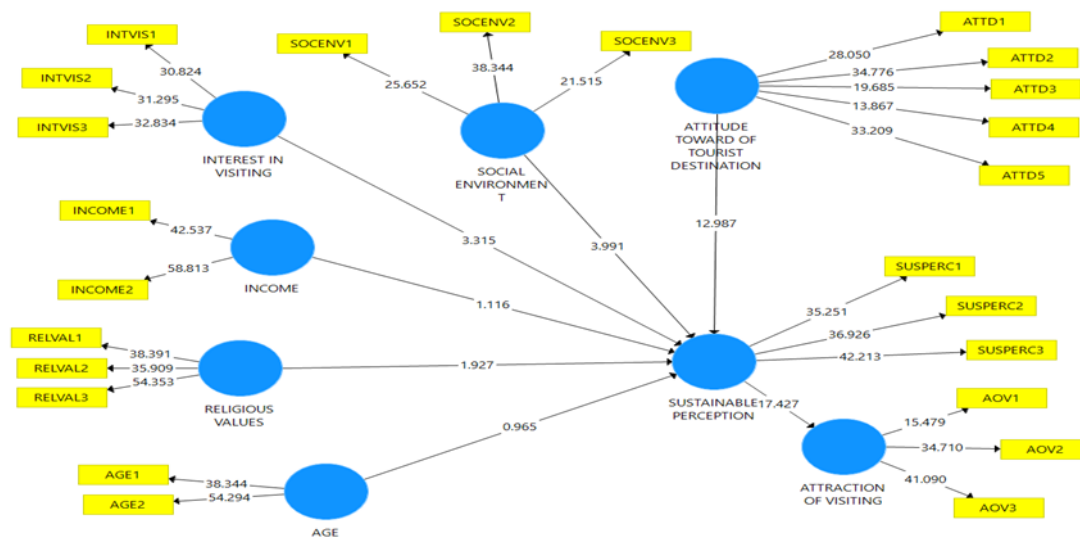 INTVIS1
INTVIS2
INTVIS3
30.824
31.295
32.834
INTEREST IN
VISITING
SOCENV1
SOCENV2
SOCENV3
25.652
38.344
21.515
SOCIAL
ENVIRONMEN
T
ATTD1
ATTD2
ATTD3
ATTD4
ATTD5
28.050
34.776
19.685
13.867
33.209
ATTITUDE
TOWARD OF
TOURIST
DESTINATION
INCOME1
INCOME2
42.537
58.813
INCOME
3.315
3.991
12.987
1.116
1.927
0.965
RELVAL1
RELVAL2
RELVAL3
38.391
35.909
54.353
RELIGIOUS
VALUES
AGE1
AGE2
38.344
54.294
AGE
SUSPERC1
SUSPERC2
SUSPERC3
35.251
36.926
42.213
SUSTAINABLE
PERCEPTION
17.427
AOV1
AOV2
AOV3
15.479
34.710
41.090
ATTRACTION
OF VISITING